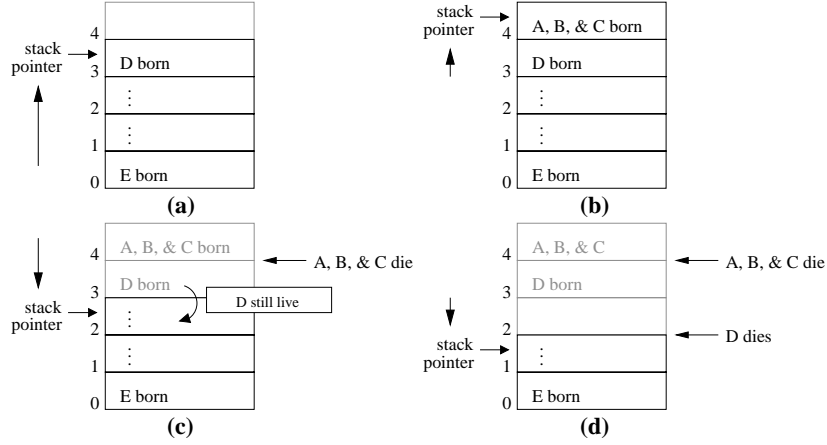 4
stack
pointer
D born
3
⋮
2
⋮
1
E born
0
(a)
stack
pointer
A, B, & C born
4
D born
3
⋮
2
⋮
1
E born
0
(b)
A, B, & C born
4
A, B, & C die
D born
3
D still live
stack
pointer
⋮
2
⋮
1
E born
0
(c)
A, B, & C
4
A, B, & C die
D born
3
2
D dies
stack
pointer
⋮
1
E born
0
(d)